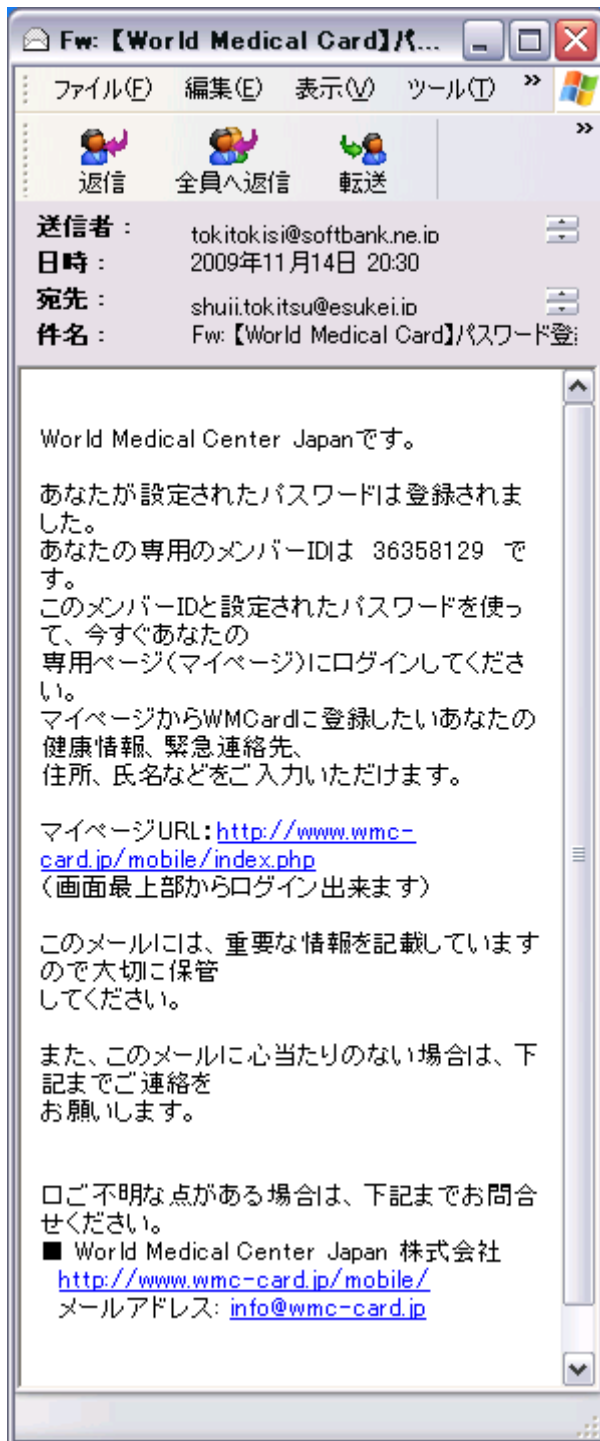 Fw: 【World Medical Card】パ...
ファイル(F) 編集(E) 表示(V) ツール(T) »
»
返信 全員へ返信 転送
送信者： tokitokisi@softbank.ne.jp
日時： 2009年11月14日 20:30
宛先： shuji.tokitsu@esukei.jp
件名： Fw: 【World Medical Card】パスワード登
World Medical Center Japanです。
あなたが設定されたパスワードは登録されま
した。
あなたの専用のメンバーIDは 36358129 で
す。
このメンバーIDと設定されたパスワードを使っ
て、今すぐあなたの
専用ページ(マイページ)にログインしてくださ
い。
マイページからWMCardに登録したいあなたの
健康情報、緊急連絡先、
住所、氏名などをご入力いただけます。
マイページURL：http://www.wmc-
card.jp/mobile/index.php
（画面最上部からログイン出来ます）
このメールには、重要な情報を記載しています
ので大切に保管
してください。
また、このメールに心当たりのない場合は、下
記までご連絡を
お願いします。
口ご不明な点がある場合は、下記までお問合
せください。
■ World Medical Center Japan 株式会社
http://www.wmc-card.jp/mobile/
メールアドレス: info@wmc-card.jp